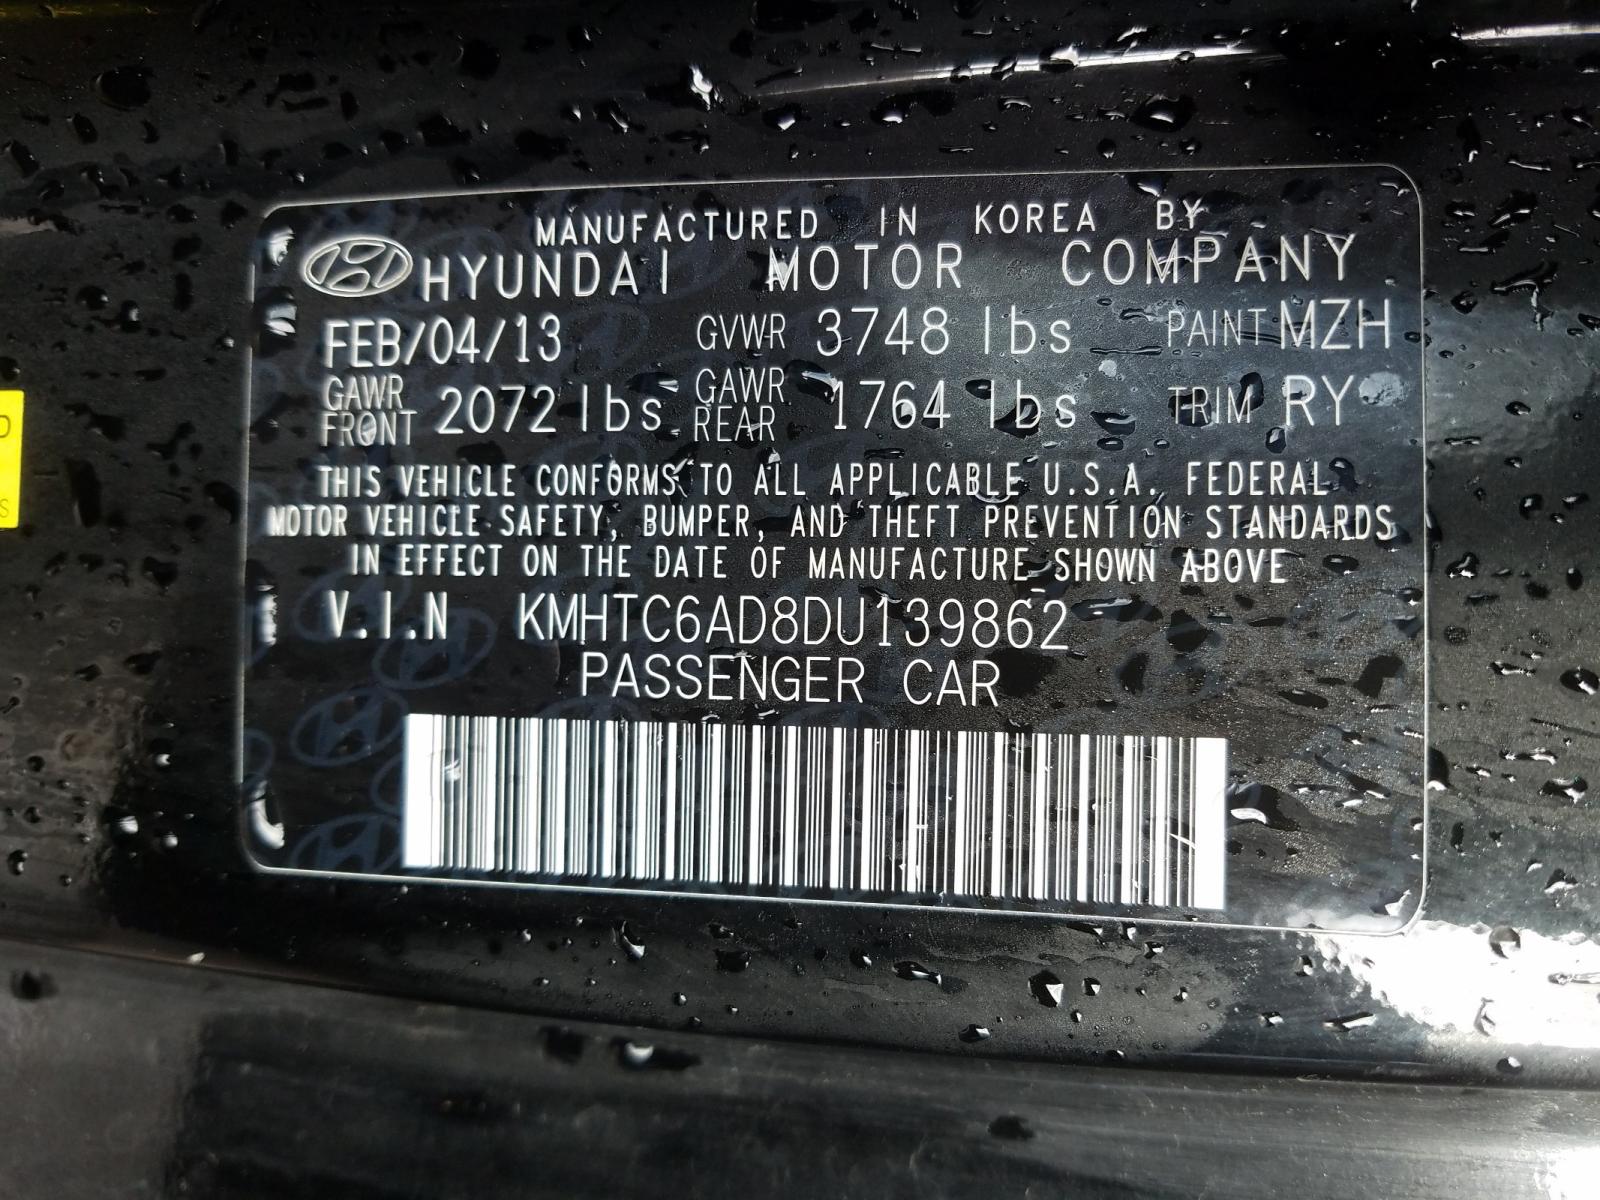 MANUFACTURED IN KOREA BY
HYUNDAI MOTOR COMPANY
FEB/04/13 GVWR 3748 lbs PAINT MZH
GAWR FRONT 2072 lbs GAWR REAR 1764 lbs TRIM RY
THIS VEHICLE CONFORMS TO ALL APPLICABLE U.S.A. FEDERAL
MOTOR VEHICLE SAFETY, BUMPER, AND THEFT PREVENTION STANDARDS
IN EFFECT ON THE DATE OF MANUFACTURE SHOWN ABOVE
V.I.N KMHTC6AD8DU139862
PASSENGER CAR